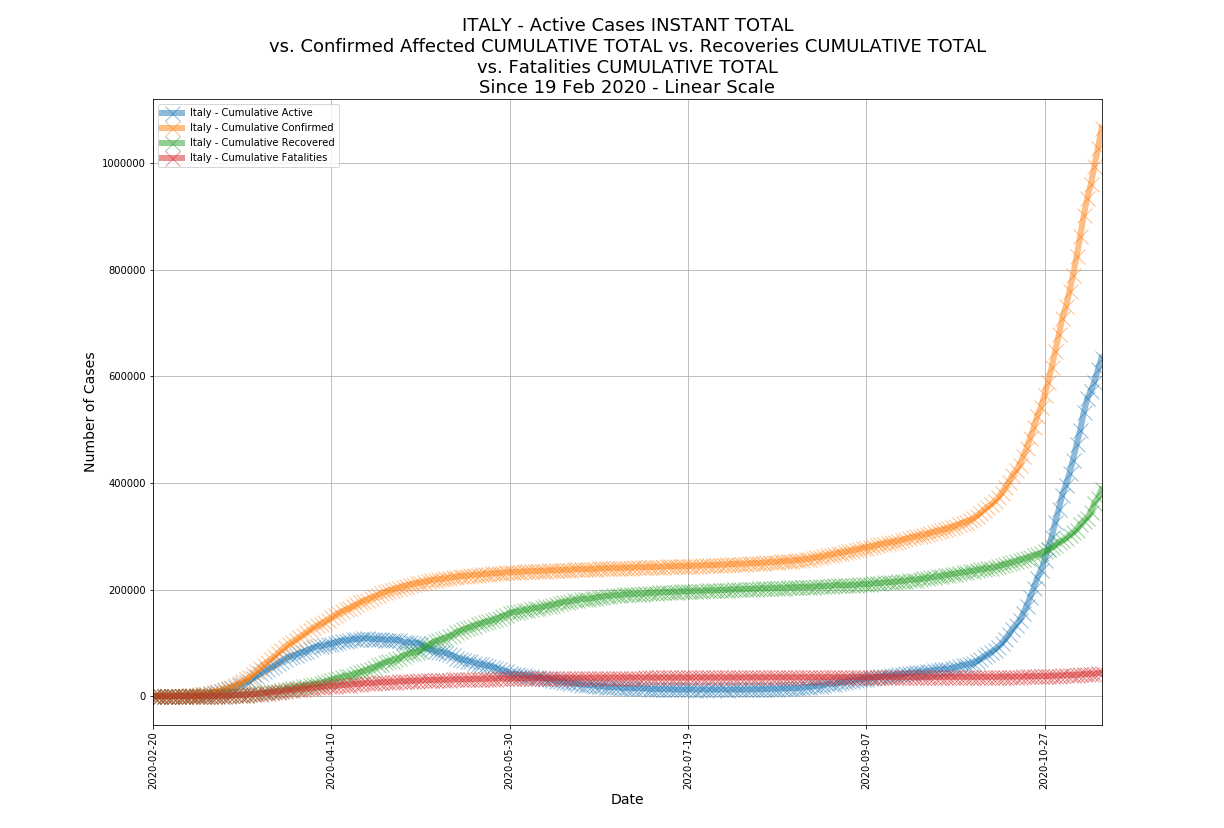 ITALY - Active Cases INSTANT TOTAL
vs. Confirmed Affected CUMULATIVE TOTAL vs. Recoveries CUMULATIVE TOTAL
vs. Fatalities CUMULATIVE TOTAL
Since 19 Feb 2020 - Linear Scale
Italy - Cumulative Active
Italy - Cumulative Confirmed
Italy - Cumulative Recovered
Italy - Cumulative Fatalities
1000000
800000
600000
400000
200000
0
Number of Cases
2020-02-20
2020-04-10
2020-05-30
2020-07-19
2020-09-07
2020-10-27
Date